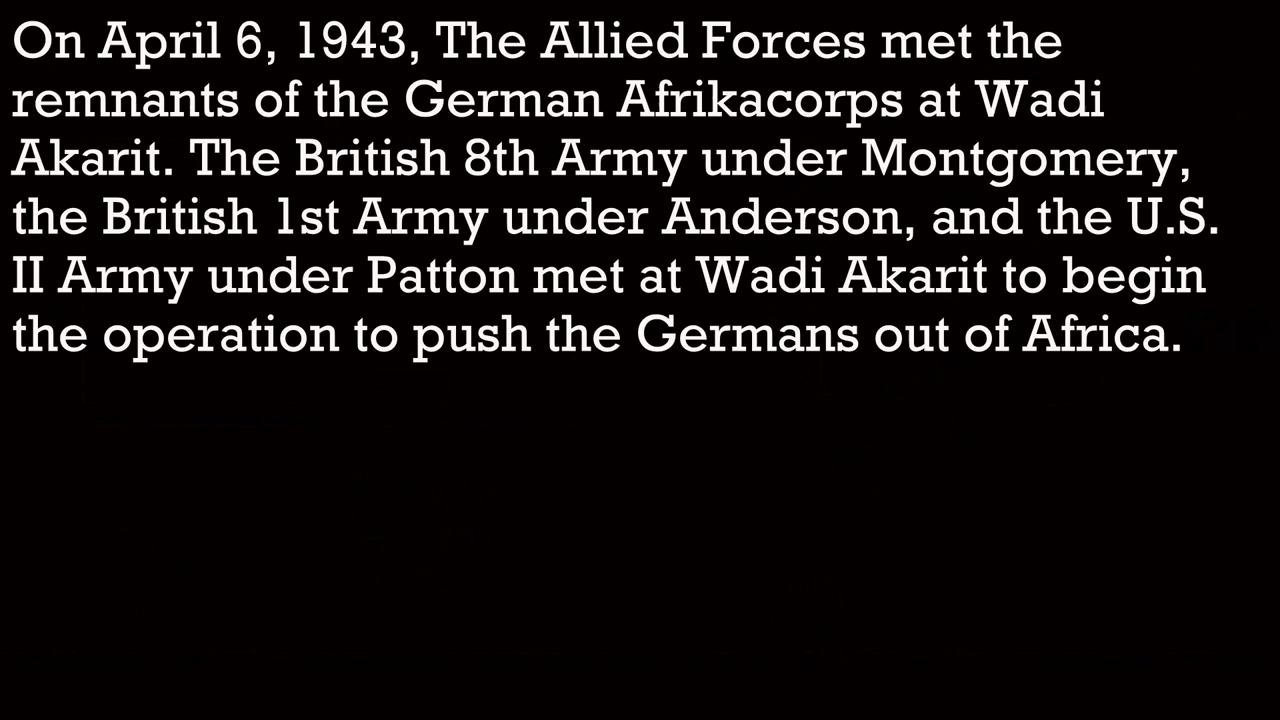 On April 6, 1943, The Allied Forces met the
remnants of the German Afrikacorps at Wadi
Akarit. The British 8th Army under Montgomery,
the British 1st Army under Anderson, and the U.S.
II Army under Patton met at Wadi Akarit to begin
the operation to push the Germans out of Africa.